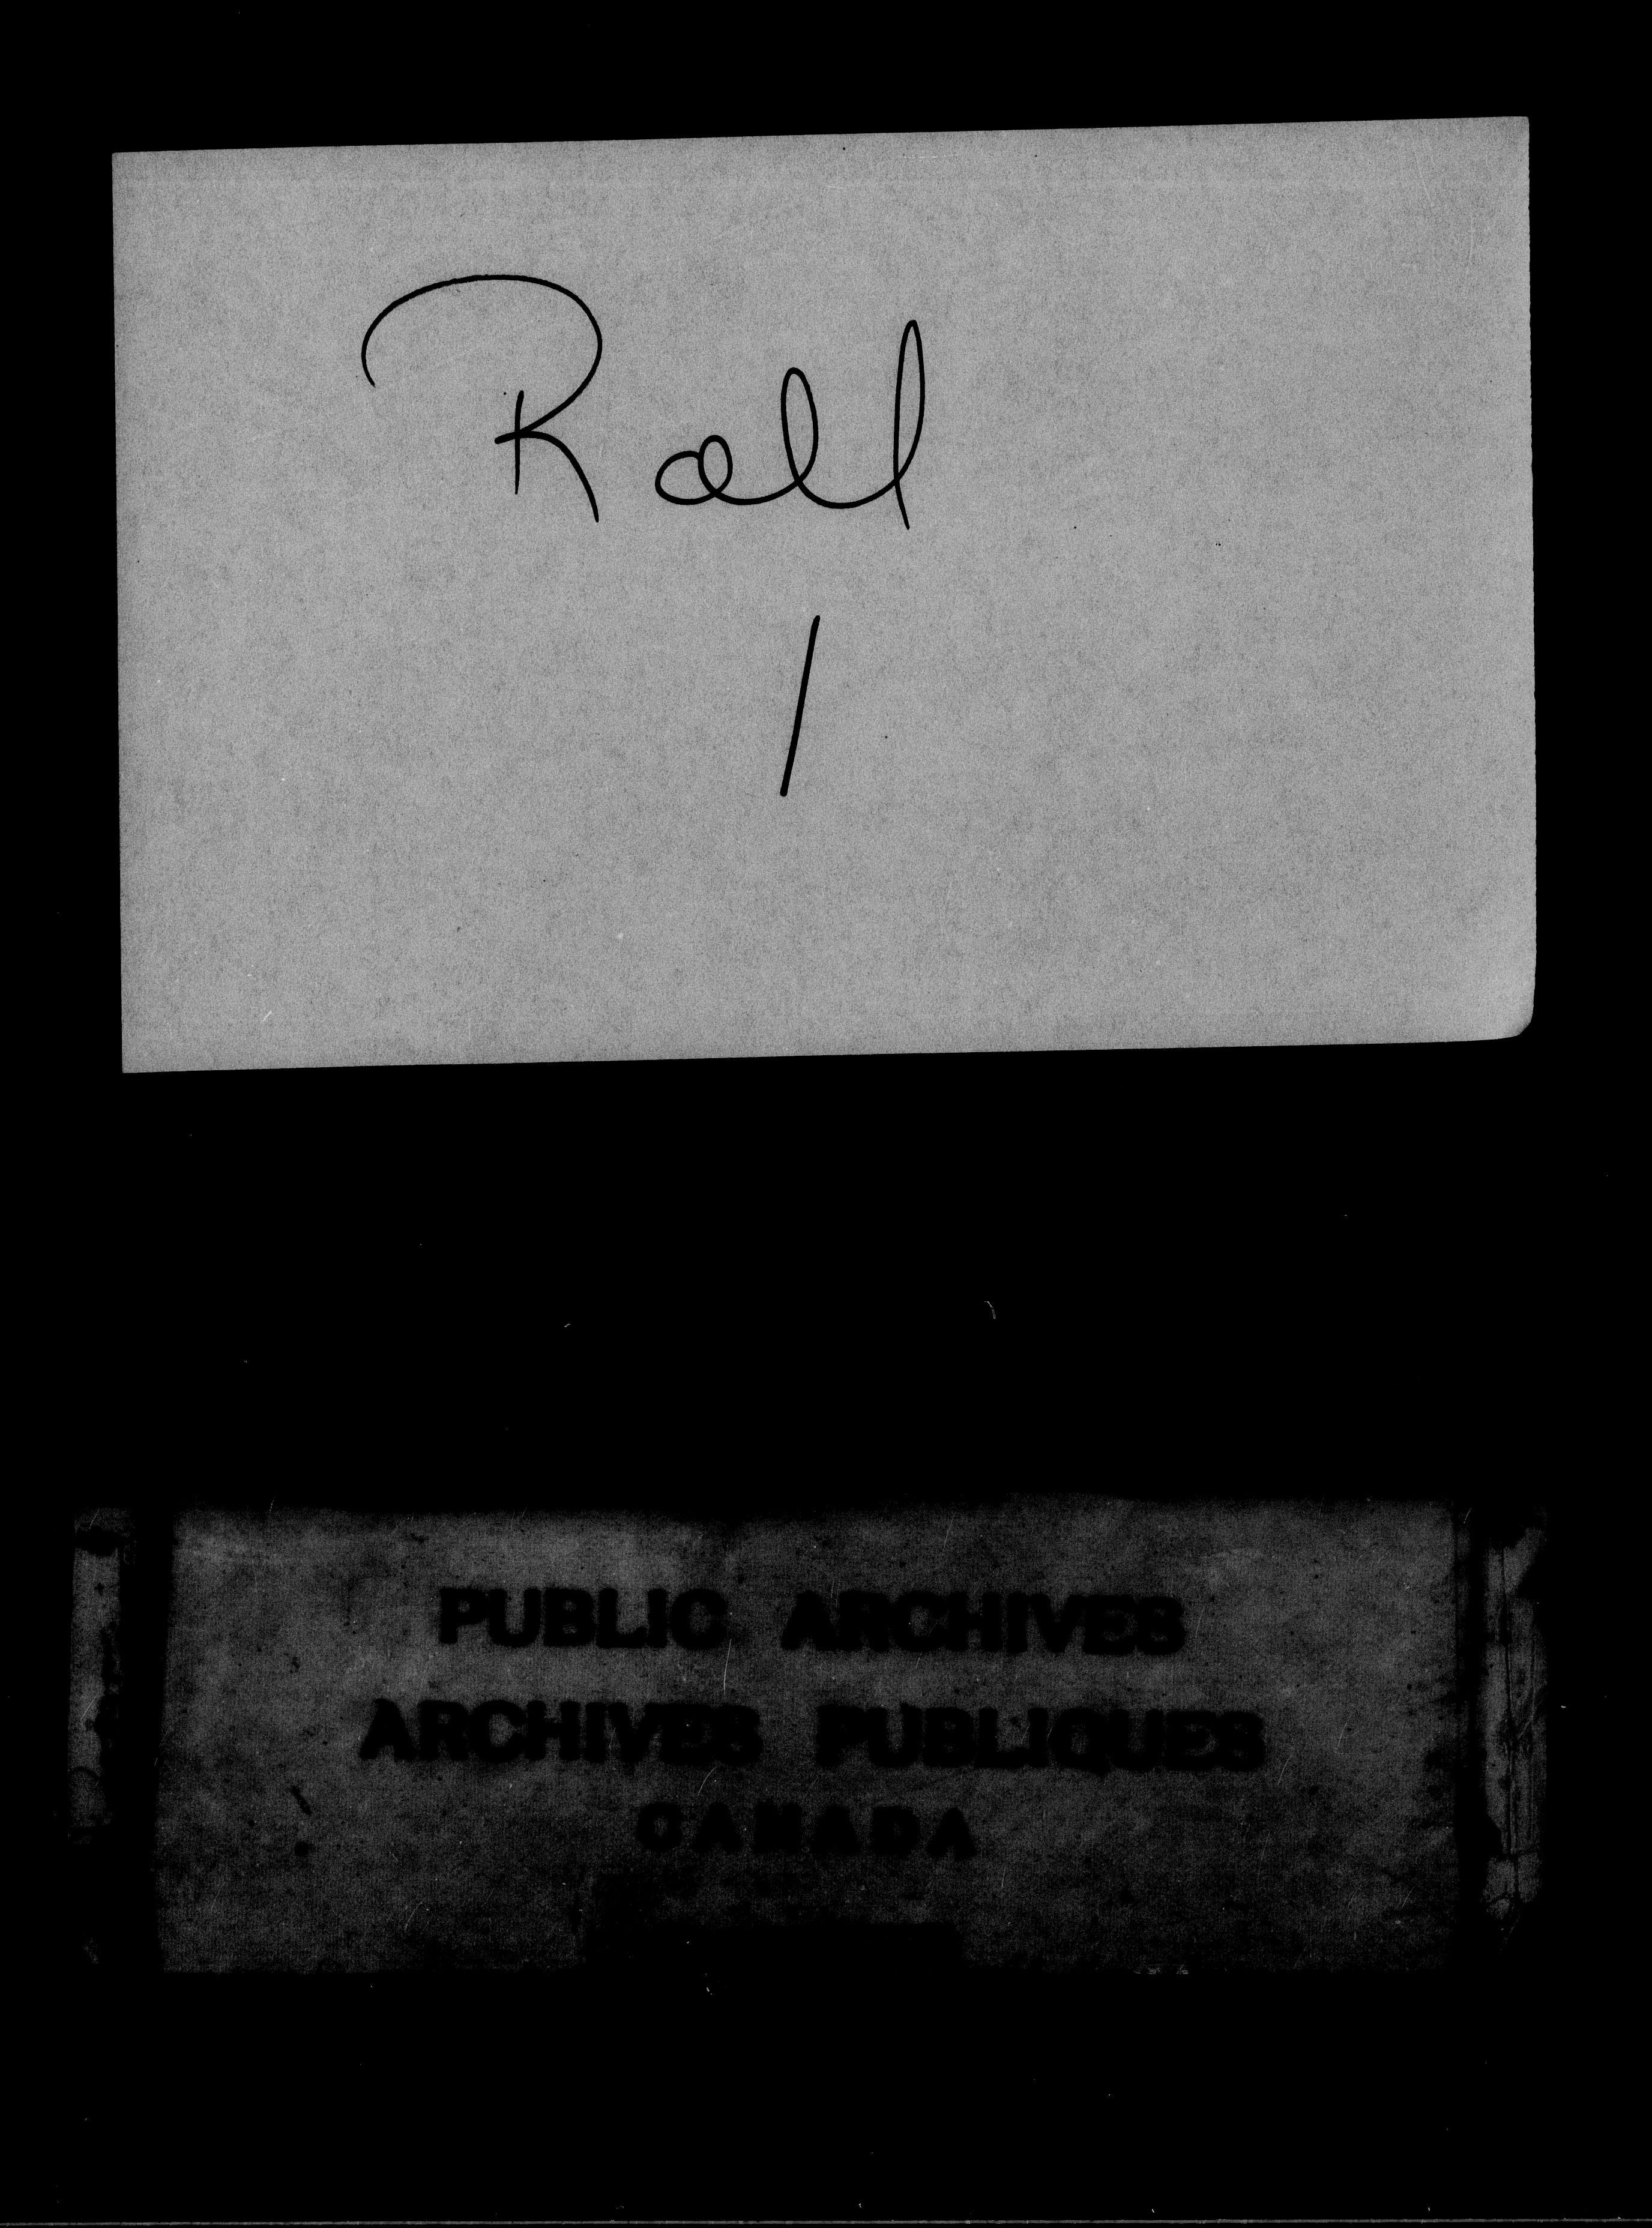 Roll
1
PUBLIC ARCHIVES
ARCHIVES PUBLIQUES
CANADA